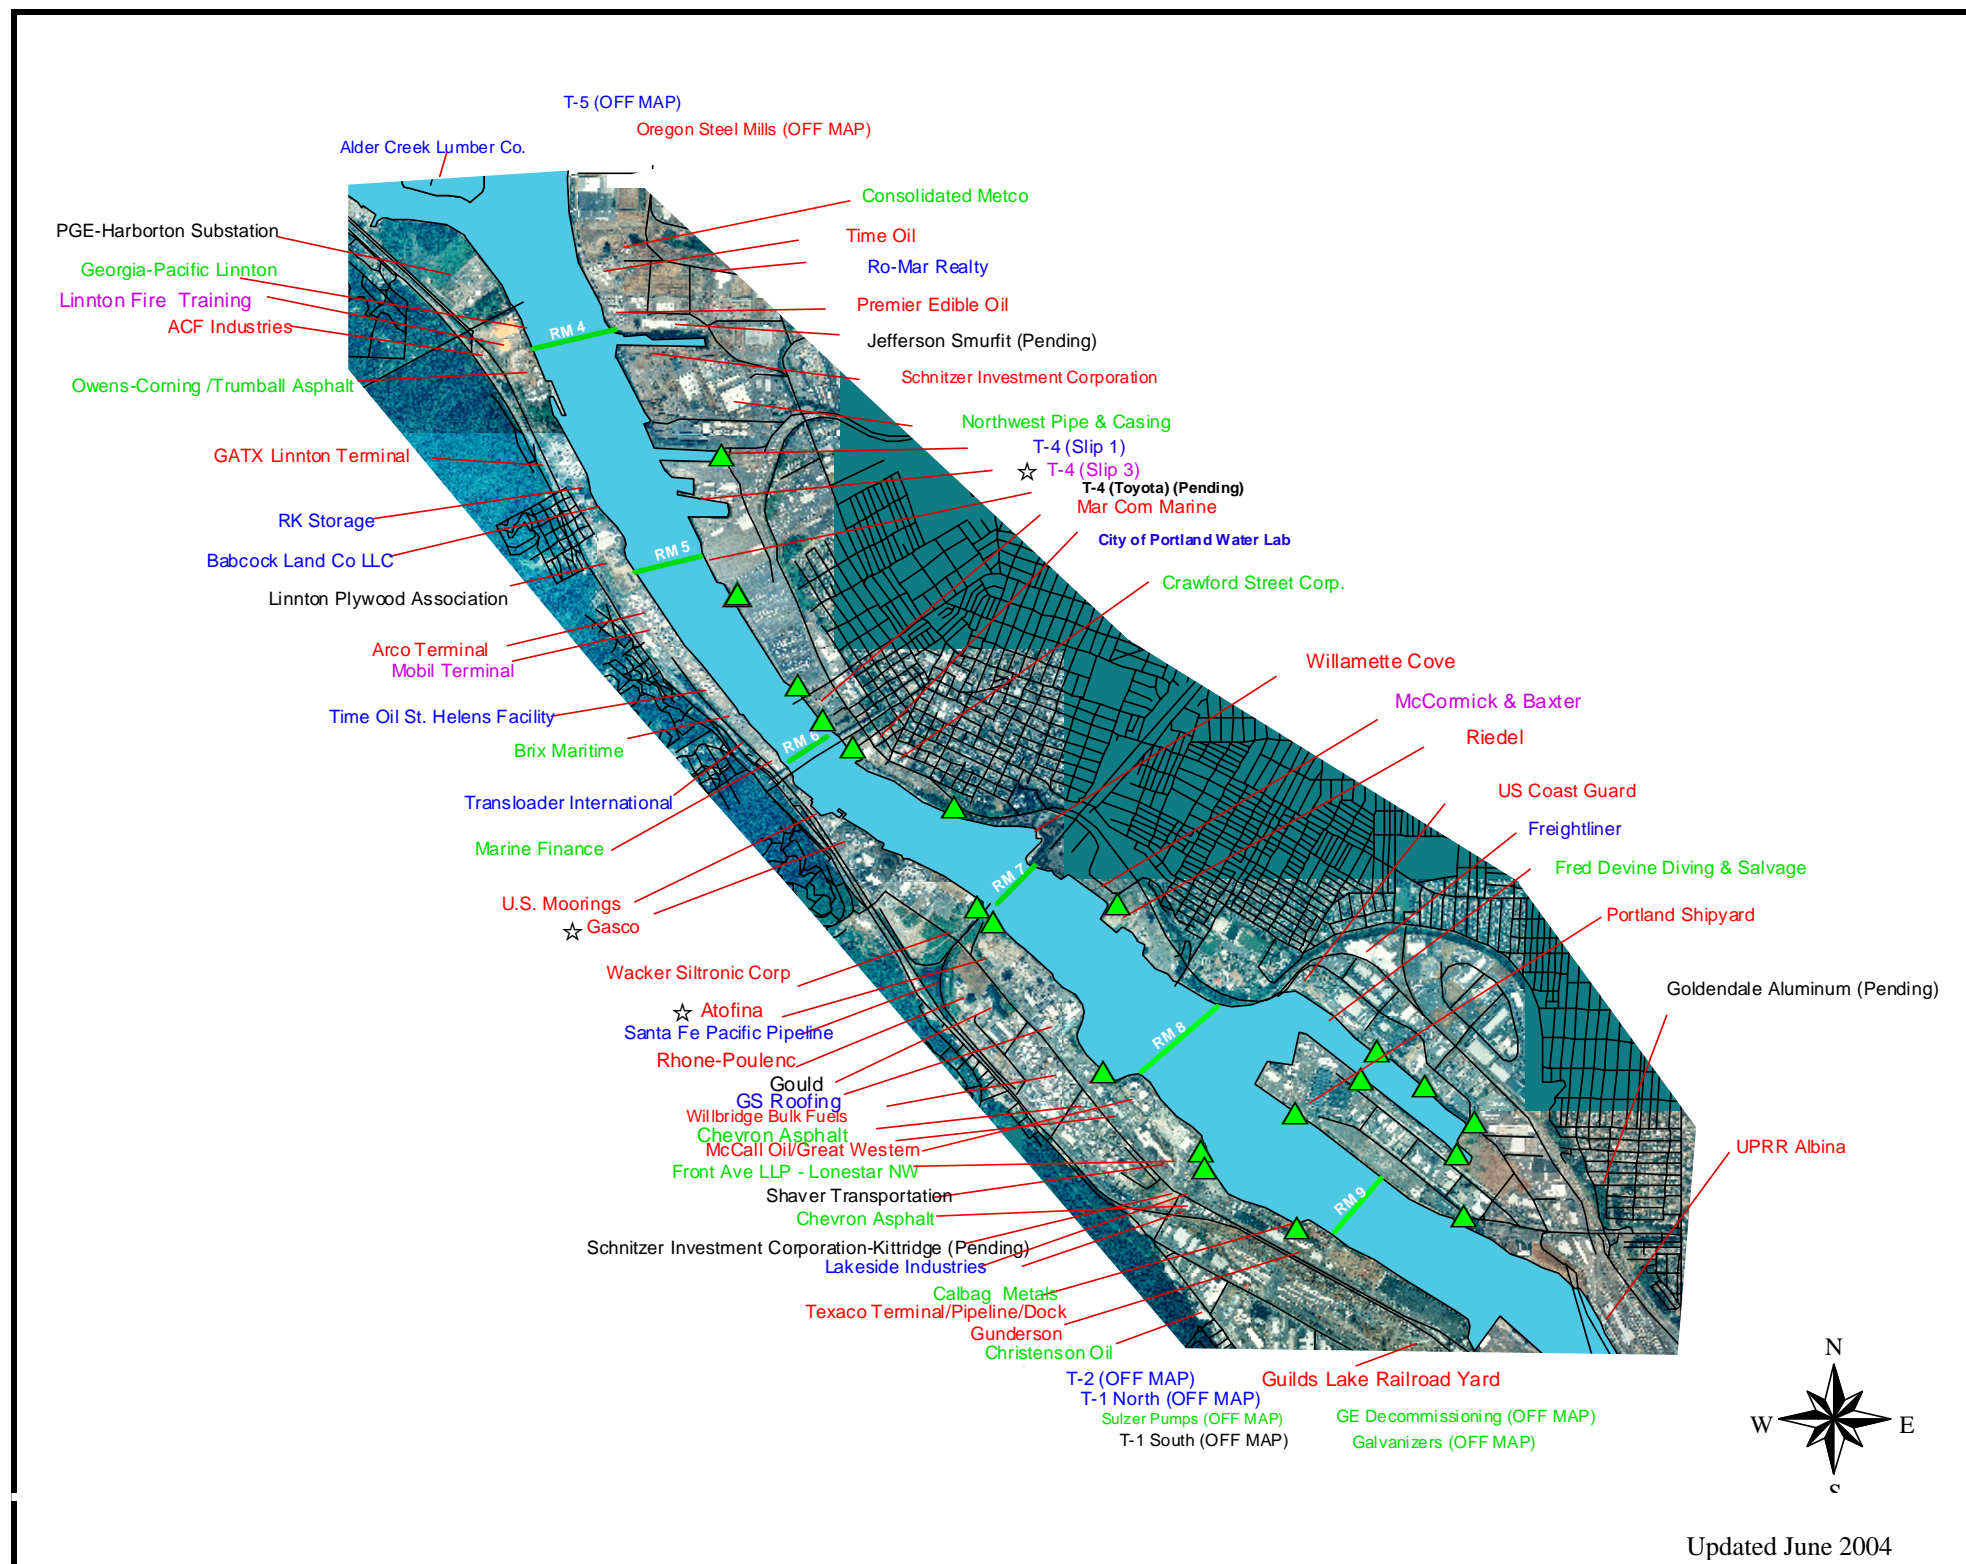 T-5 (OFF MAP)
Oregon Steel Mills (OFF MAP)
Alder Creek Lumber Co.
Consolidated Metco
PGE-Harborton Substation
Time Oil
Georgia-Pacific Linnton
Ro-Mar Realty
Linnton Fire Training
Premier Edible Oil
ACF Industries
RM 4
Jefferson Smurfit (Pending)
Owens-Corning /Trumball Asphalt
Schnitzer Investment Corporation
Northwest Pipe & Casing
GATX Linnton Terminal
T-4 (Slip 1)
T-4 (Slip 3)
T-4 (Toyota) (Pending)
Mar Com Marine
RK Storage
City of Portland Water Lab
RM 5
Babcock Land Co LLC
Crawford Street Corp.
Linnton Plywood Association
Arco Terminal
Mobil Terminal
Willamette Cove
McCormick & Baxter
Time Oil St. Helens Facility
Riedel
RM 6
Brix Maritime
US Coast Guard
Transloader International
Freightliner
Marine Finance
Fred Devine Diving & Salvage
RM 7
U.S. Moorings
Portland Shipyard
Gasco
Wacker Siltronic Corp
Goldendale Aluminum (Pending)
Atofina
Santa Fe Pacific Pipeline
RM 8
Rhone-Poulenc
Gould
GS Roofing
Willbridge Bulk Fuels
Chevron Asphalt
McCall Oil/Great Western
UPRR Albina
Front Ave LLP - Lonestar NW
Shaver Transportation
RM 9
Chevron Asphalt
Schnitzer Investment Corporation-Kittridge (Pending)
Lakeside Industries
Calbag Metals
Texaco Terminal/Pipeline/Dock
Gunderson
Christenson Oil
T-2 (OFF MAP)
Guilds Lake Railroad Yard
T-1 North (OFF MAP)
Sulzer Pumps (OFF MAP)
GE Decommissioning (OFF MAP)
T-1 South (OFF MAP)
Galvanizers (OFF MAP)
N
W
E
S
Updated June 2004